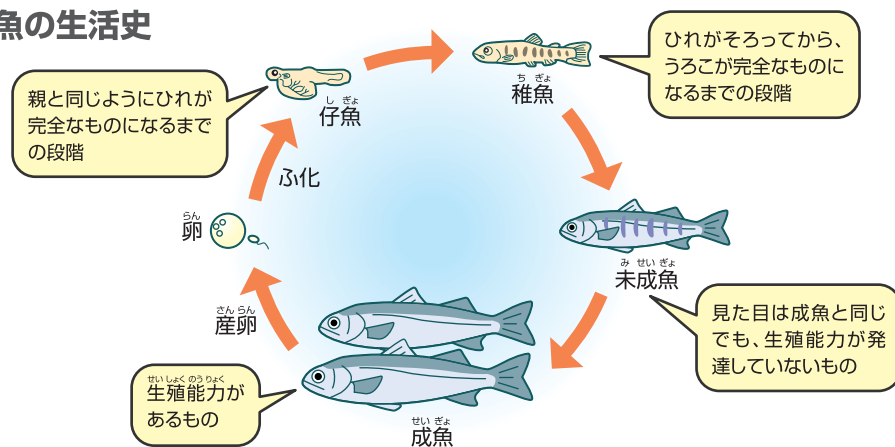 魚の生活史
ひれがそろってから、
うろこが完全なものに
なるまでの段階
ちぎょ
稚魚
親と同じようにひれが
完全なものになるまで
の段階
しぎょ
仔魚
ふ化
らん
卵
みせいぎょ
未成魚
見た目は成魚と同じ
でも、生殖能力が発
達していないもの
さんらん
産卵
せいしょくのうりょく
生殖能力が
あるもの
せいぎょ
成魚